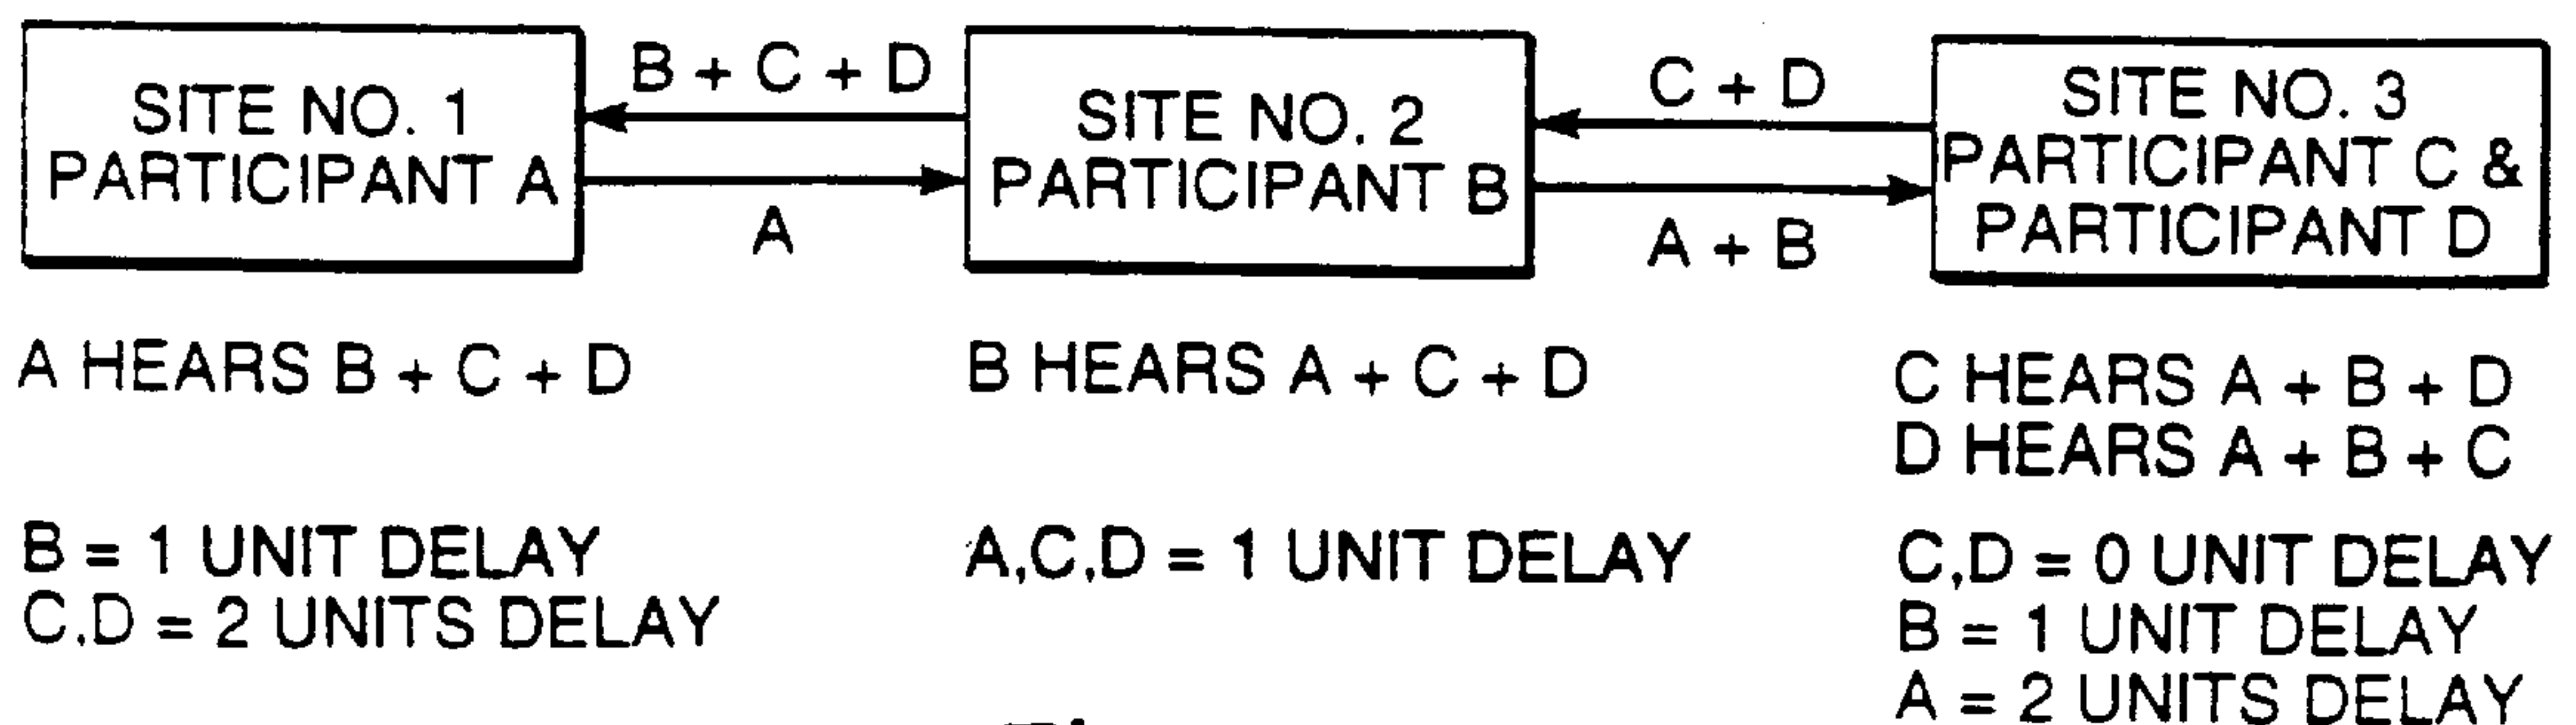 SITE NO. 1
PARTICIPANT A
B + C + D
A
SITE NO. 2
PARTICIPANT B
C + D
A + B
SITE NO. 3
PARTICIPANT C &
PARTICIPANT D
A HEARS B + C + D
B HEARS A + C + D
C HEARS A + B + D
D HEARS A + B + C
B = 1 UNIT DELAY
C,D = 2 UNITS DELAY
A,C,D = 1 UNIT DELAY
C,D = 0 UNIT DELAY
B = 1 UNIT DELAY
A = 2 UNITS DELAY